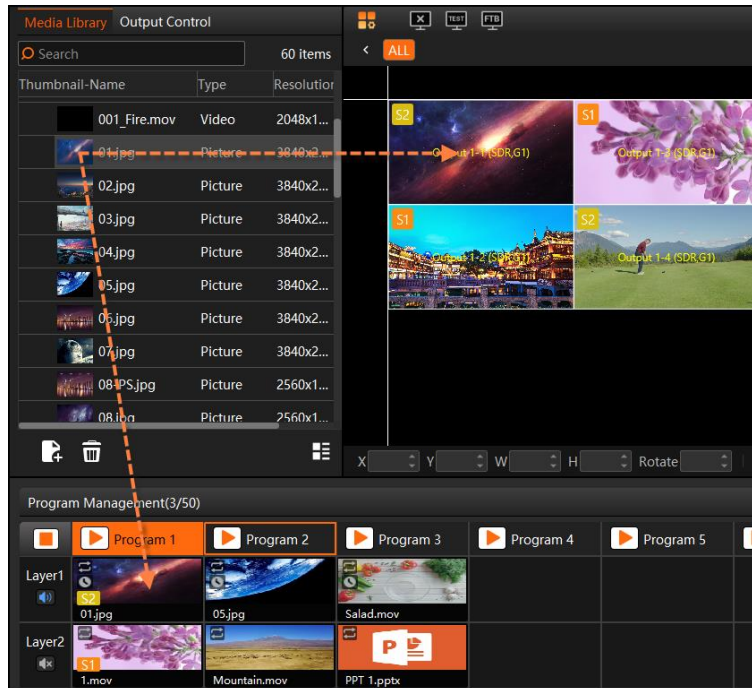 Media Library Output Control
Search 60 items
Thumbnail-Name Type Resolution
001_Fire.mov Video 2048x1...
01.jpg Picture 3840x2...
02.jpg Picture 3840x2...
03.jpg Picture 3840x2...
04.jpg Picture 3840x2...
05.jpg Picture 3840x2...
06.jpg Picture 3840x2...
07.jpg Picture 3840x2...
08-PS.jpg Picture 2560x1...
08.jpg Picture 2560x1...
TEST FTB
ALL
S2 S1
Output 1-1 (SDR,G1) Output 1-3 (SDR,G1)
S1 S2
Output 1-2 (SDR,G1) Output 1-4 (SDR,G1)
X Y W H Rotate
Program Management(3/50)
Program 1 Program 2 Program 3 Program 4 Program 5
Layer1
S2
01.jpg 05.jpg Salad.mov
Layer2
S1 P
1.mov Mountain.mov PPT 1.pptx